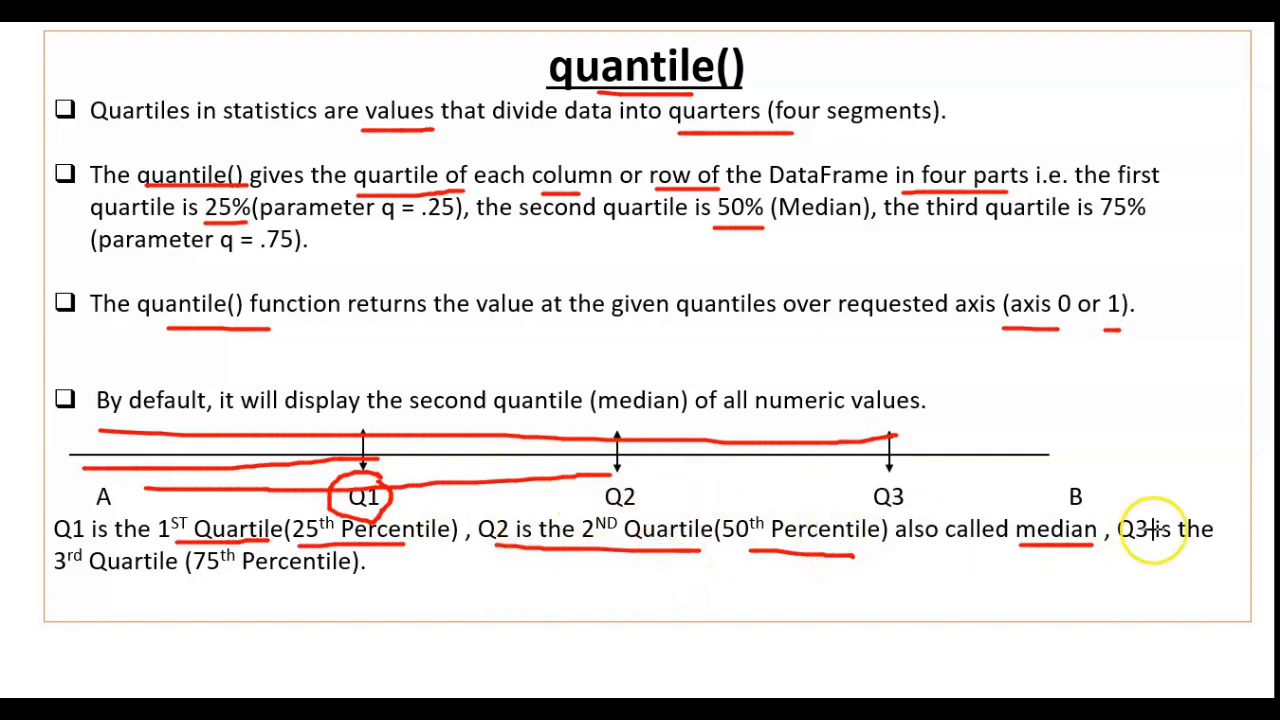 quantile()
❑ Quartiles in statistics are values that divide data into quarters (four segments).
❑ The quantile() gives the quartile of each column or row of the DataFrame in four parts i.e. the first
quartile is 25%(parameter q = .25), the second quartile is 50% (Median), the third quartile is 75%
(parameter q = .75).
❑ The quantile() function returns the value at the given quantiles over requested axis (axis 0 or 1).
❑ By default, it will display the second quantile (median) of all numeric values.
A Q1 Q2 Q3 B
Q1 is the 1ST Quartile(25th Percentile) , Q2 is the 2ND Quartile(50th Percentile) also called median , Q3 is the
3rd Quartile (75th Percentile).